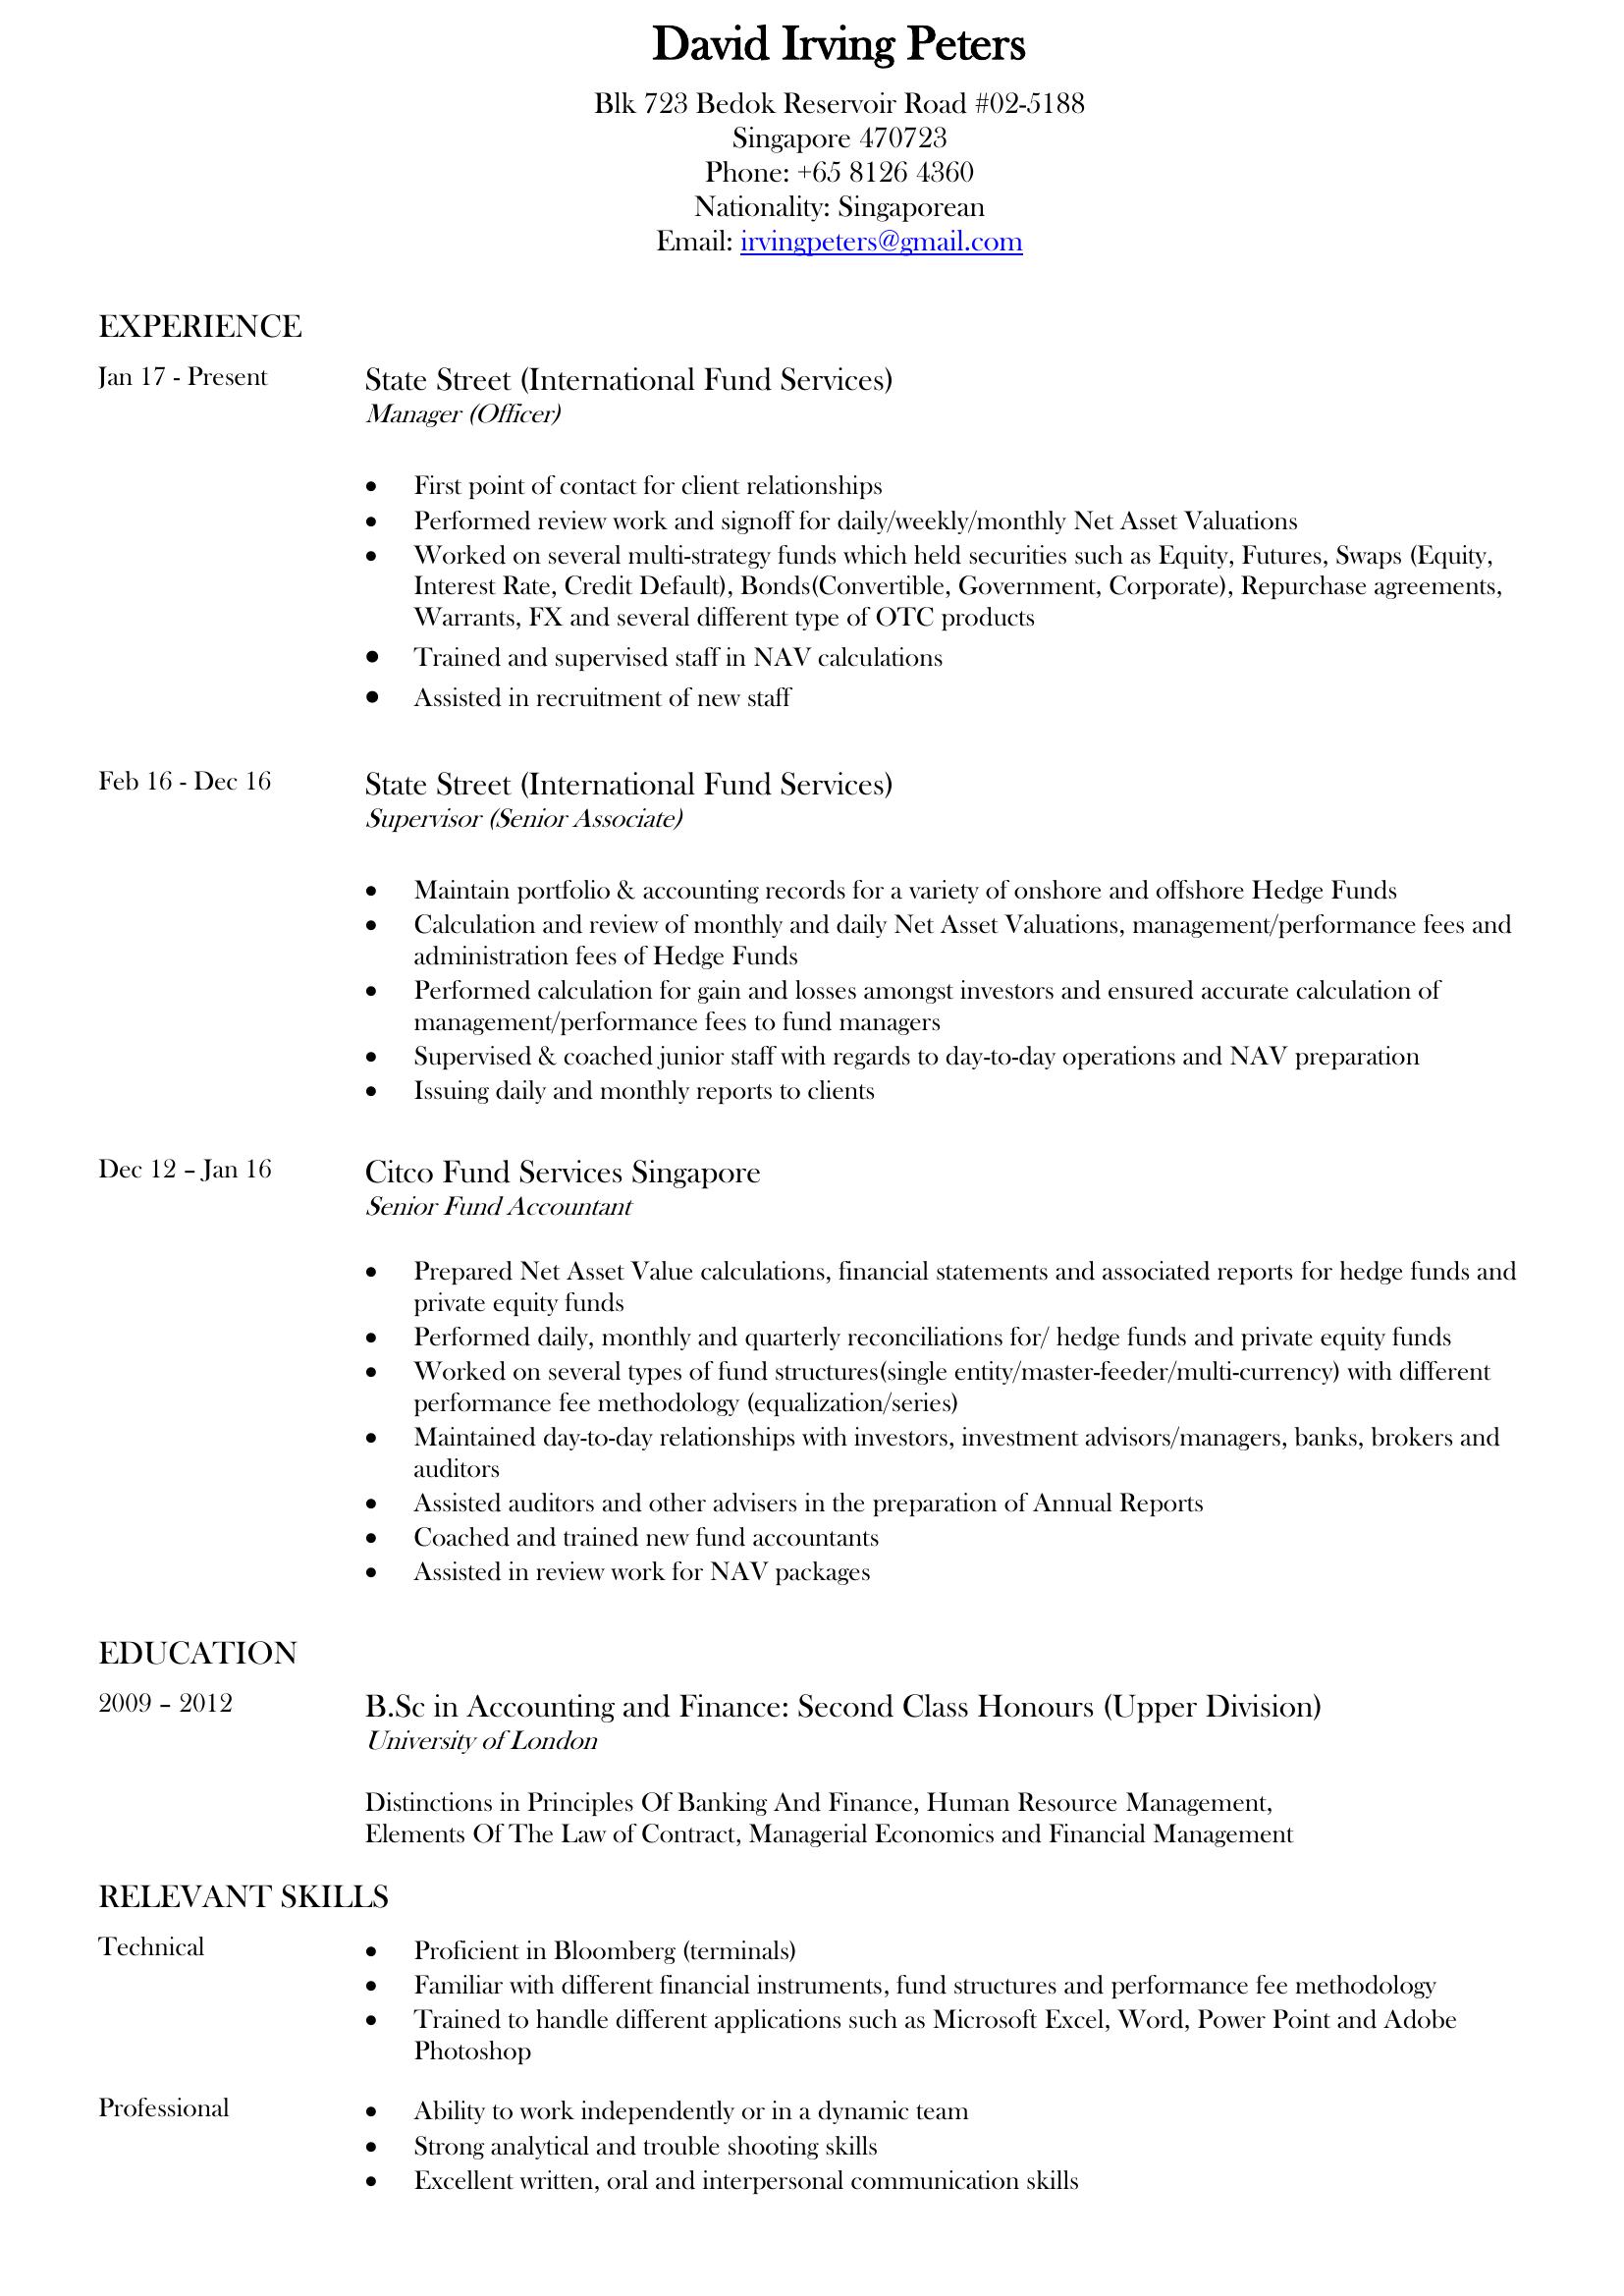 David Irving Peters
Blk 723 Bedok Reservoir Road #02-5188
Singapore 470723
Phone: +65 8126 4360
Nationality: Singaporean
Email: irvingpeters@gmail.com
EXPERIENCE
Jan 17 - Present State Street (International Fund Services)
Manager (Officer)
• First point of contact for client relationships
• Performed review work and signoff for daily/weekly/monthly Net Asset Valuations
• Worked on several multi-strategy funds which held securities such as Equity, Futures, Swaps (Equity,
Interest Rate, Credit Default), Bonds(Convertible, Government, Corporate), Repurchase agreements,
Warrants, FX and several different type of OTC products
• Trained and supervised staff in NAV calculations
• Assisted in recruitment of new staff
Feb 16 - Dec 16 State Street (International Fund Services)
Supervisor (Senior Associate)
• Maintain portfolio & accounting records for a variety of onshore and offshore Hedge Funds
• Calculation and review of monthly and daily Net Asset Valuations, management/performance fees and
administration fees of Hedge Funds
• Performed calculation for gain and losses amongst investors and ensured accurate calculation of
management/performance fees to fund managers
• Supervised & coached junior staff with regards to day-to-day operations and NAV preparation
• Issuing daily and monthly reports to clients
Dec 12 – Jan 16 Citco Fund Services Singapore
Senior Fund Accountant
• Prepared Net Asset Value calculations, financial statements and associated reports for hedge funds and
private equity funds
• Performed daily, monthly and quarterly reconciliations for/ hedge funds and private equity funds
• Worked on several types of fund structures(single entity/master-feeder/multi-currency) with different
performance fee methodology (equalization/series)
• Maintained day-to-day relationships with investors, investment advisors/managers, banks, brokers and
auditors
• Assisted auditors and other advisers in the preparation of Annual Reports
• Coached and trained new fund accountants
• Assisted in review work for NAV packages
EDUCATION
2009 – 2012 B.Sc in Accounting and Finance: Second Class Honours (Upper Division)
University of London
Distinctions in Principles Of Banking And Finance, Human Resource Management,
Elements Of The Law of Contract, Managerial Economics and Financial Management
RELEVANT SKILLS
Technical • Proficient in Bloomberg (terminals)
• Familiar with different financial instruments, fund structures and performance fee methodology
• Trained to handle different applications such as Microsoft Excel, Word, Power Point and Adobe
Photoshop
Professional • Ability to work independently or in a dynamic team
• Strong analytical and trouble shooting skills
• Excellent written, oral and interpersonal communication skills